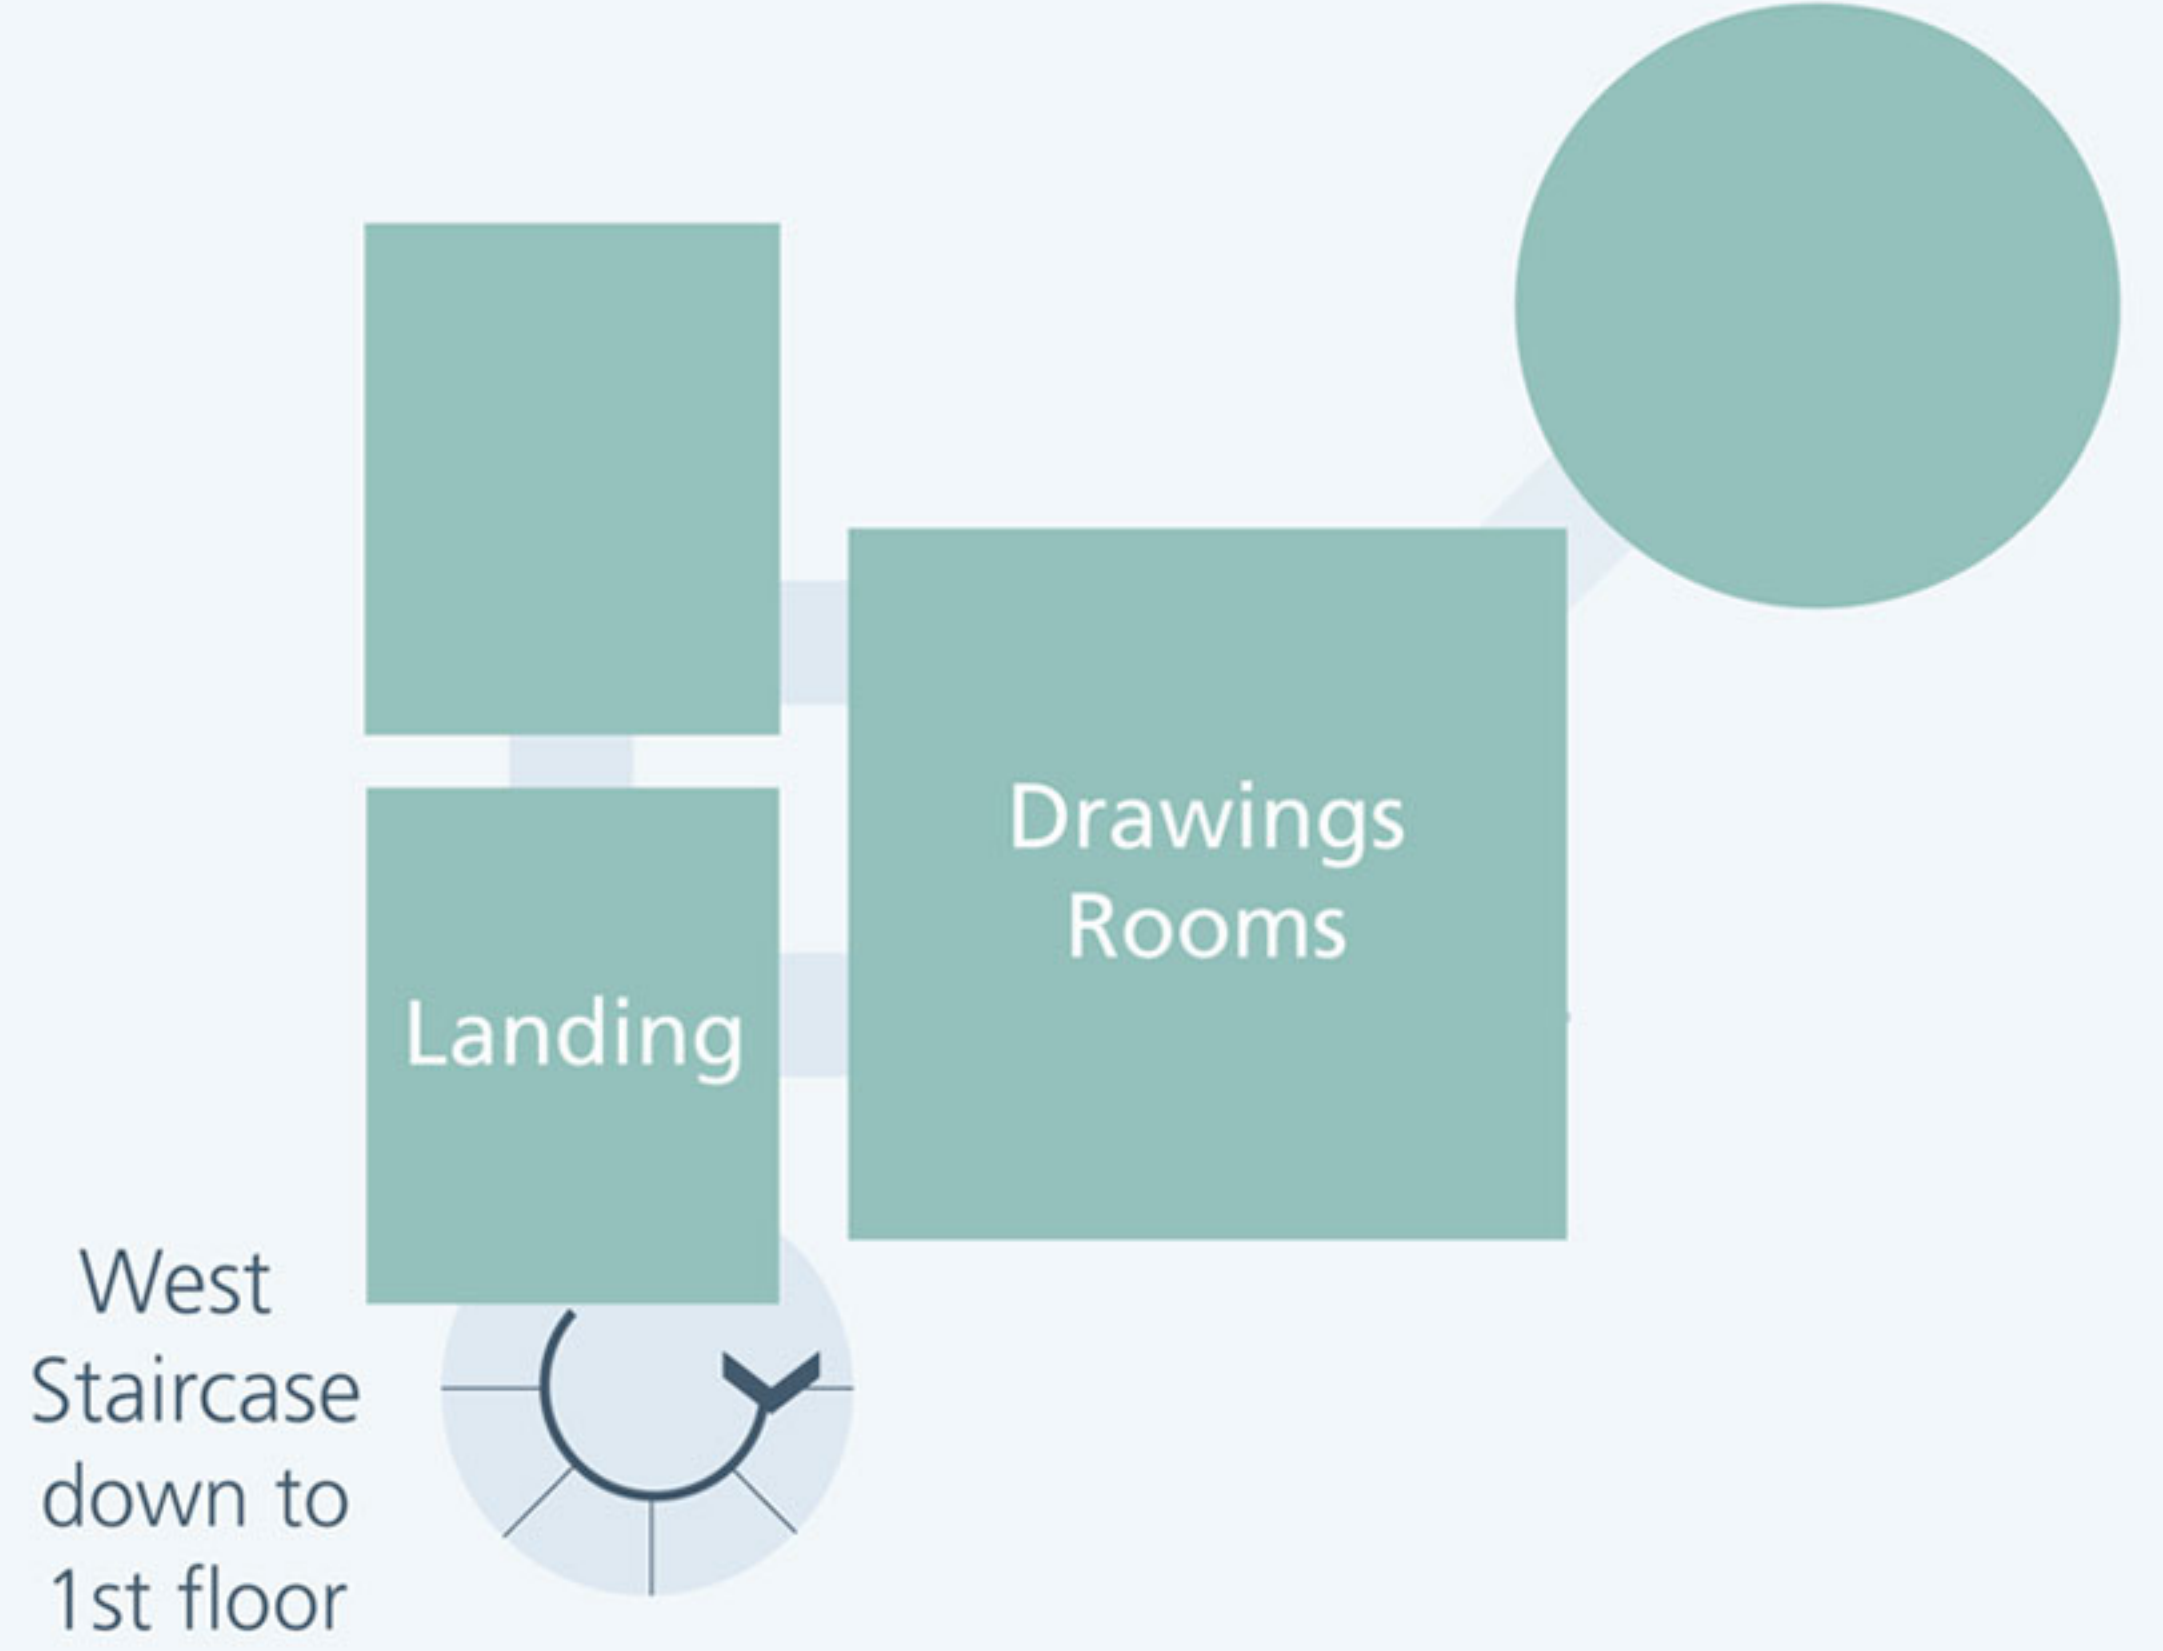 Drawings
Rooms
Landing
West
Staircase
down to
1st floor